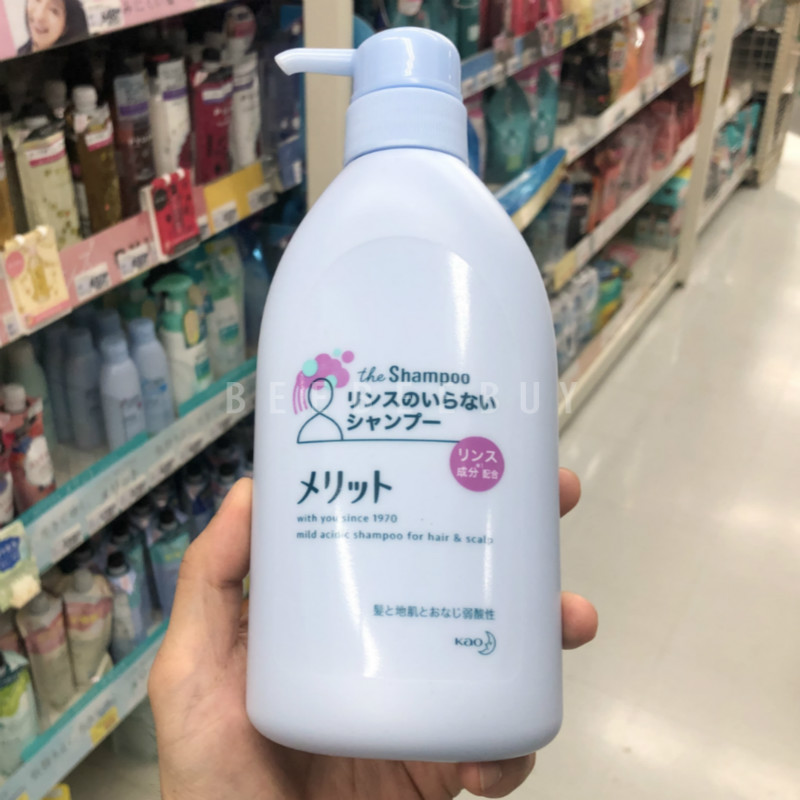 the Shampoo
リンスのいらない
シャンプー
リンス
成分 配合
メリット
with you since 1970
mild acidic shampoo for hair & scalp
髪と地肌とおなじ弱酸性
Kao